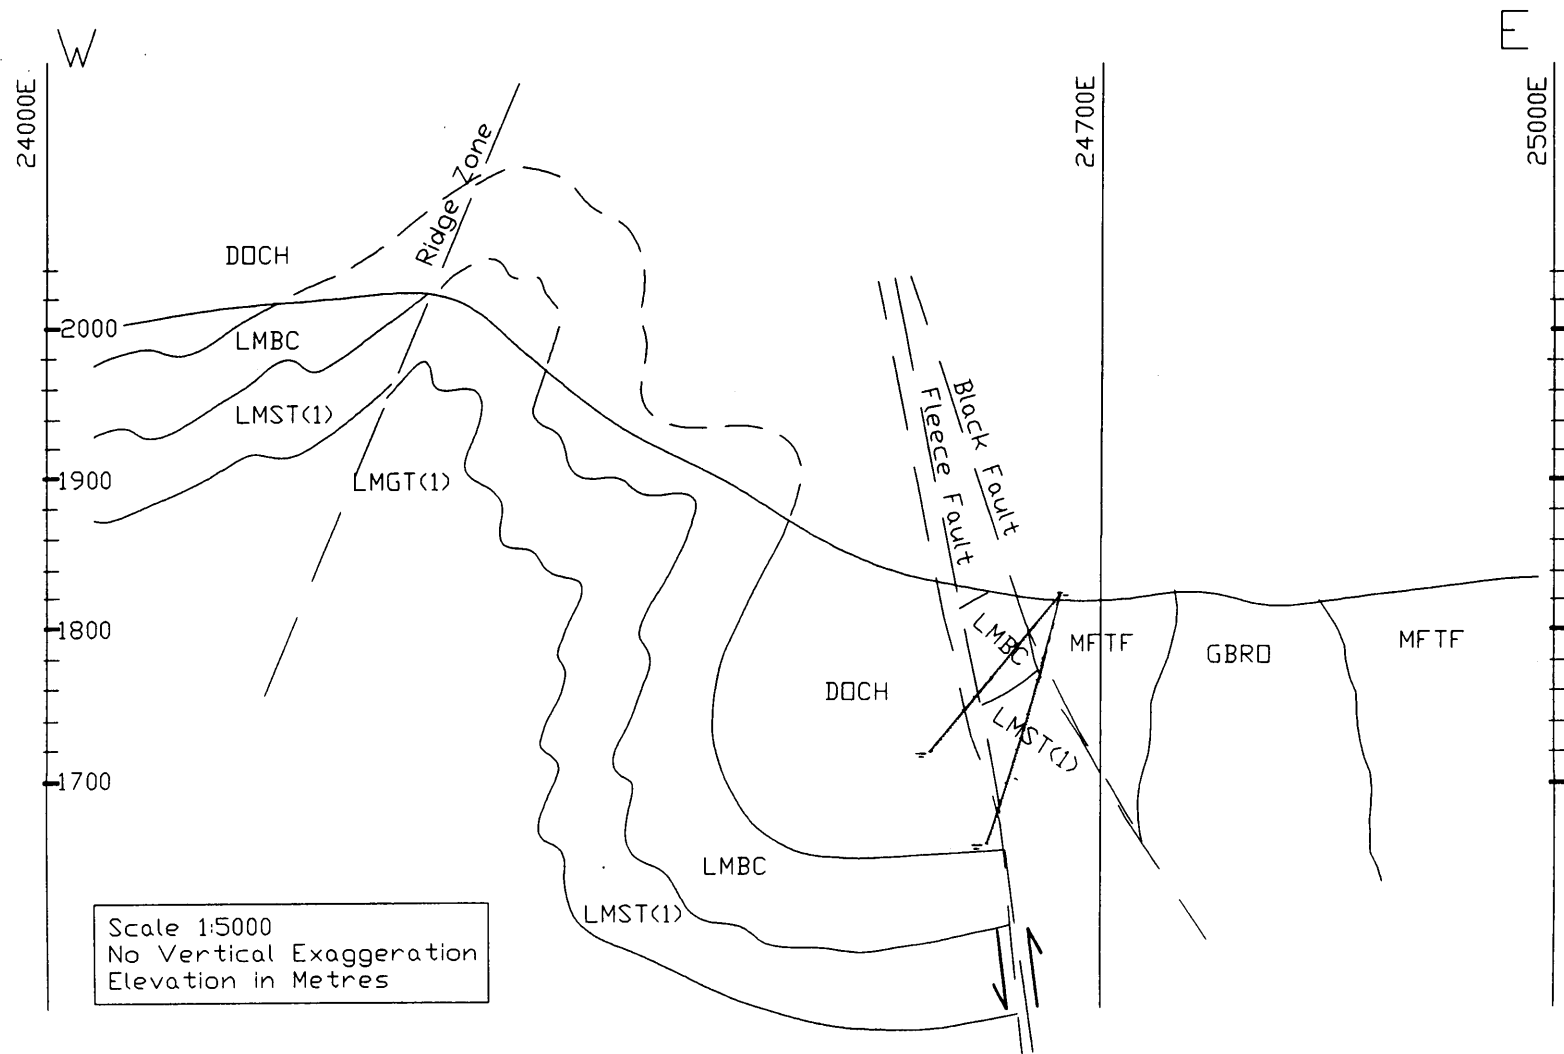 W
E
24000E
24700E
25000E
Ridge Zone
DOCH
2000
LMBC
LMST(1)
1900
LMGT(1)
Black Fault
Fleece Fault
1800
LMBC
MFTF
GBRO
MFTF
DOCH
LMST(1)
1700
LMBC
LMST(1)
Scale 1:5000
No Vertical Exaggeration
Elevation in Metres